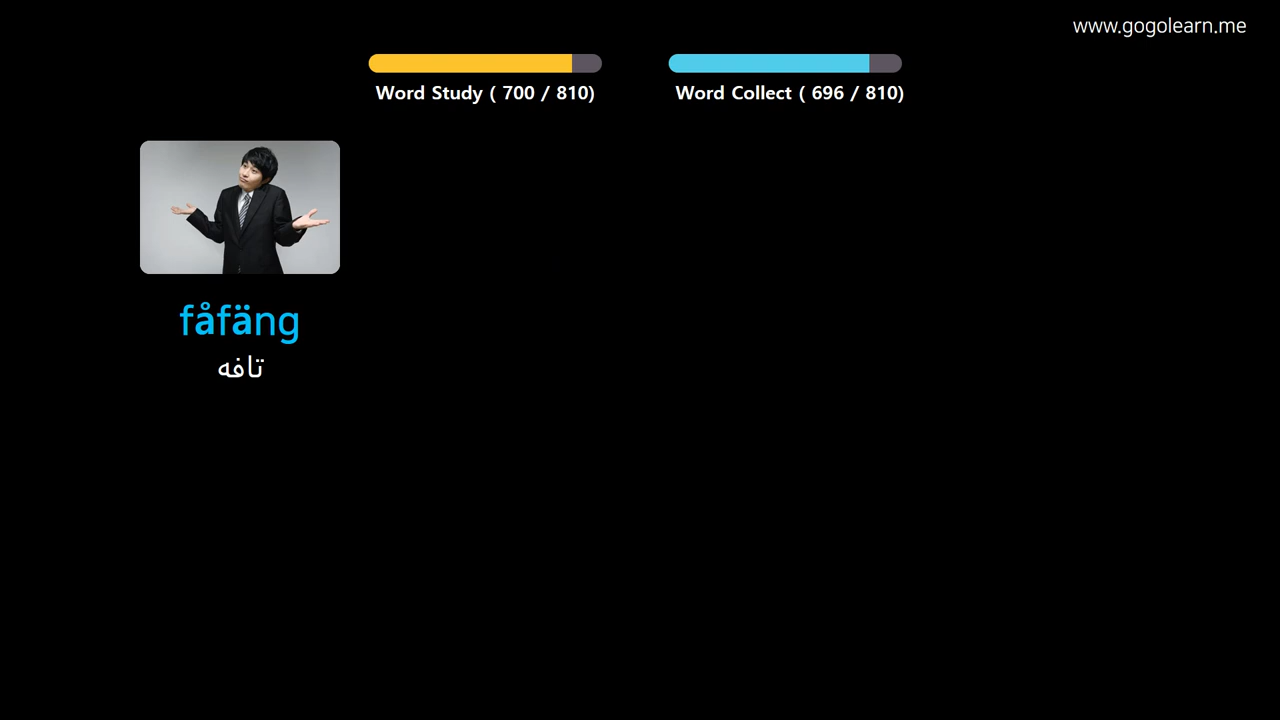 www.gogolearn.me
Word Study ( 700 / 810)
Word Collect ( 696 / 810)
fåfäng
تافه